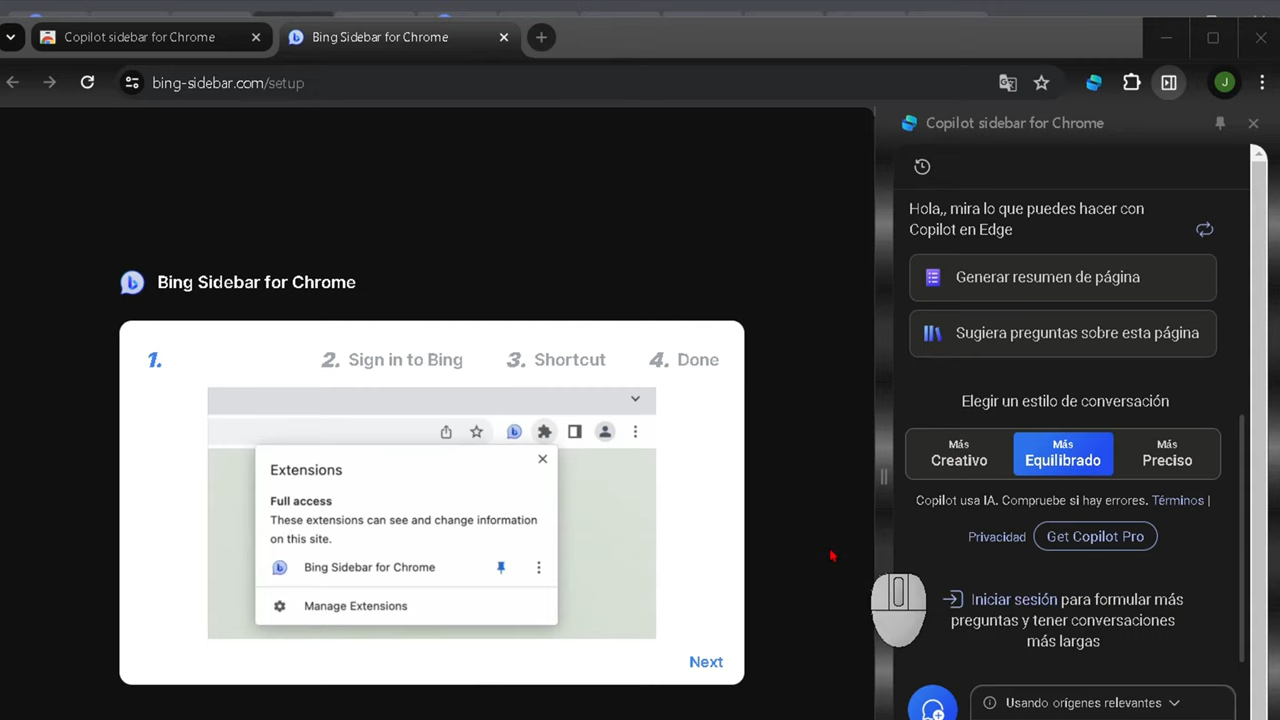 Copilot sidebar for Chrome
Bing Sidebar for Chrome
bing-sidebar.com/setup
J
Copilot sidebar for Chrome
Hola,, mira lo que puedes hacer con
Copilot en Edge
Generar resumen de página
Sugiera preguntas sobre esta página
Elegir un estilo de conversación
Más
Creativo
Más
Equilibrado
Más
Preciso
Copilot usa IA. Compruebe si hay errores. Términos |
Privacidad Get Copilot Pro
Iniciar sesión para formular más
preguntas y tener conversaciones
más largas
Usando orígenes relevantes
Bing Sidebar for Chrome
1. 2. Sign in to Bing 3. Shortcut 4. Done
Extensions
Full access
These extensions can see and change information
on this site.
Bing Sidebar for Chrome
Manage Extensions
Next